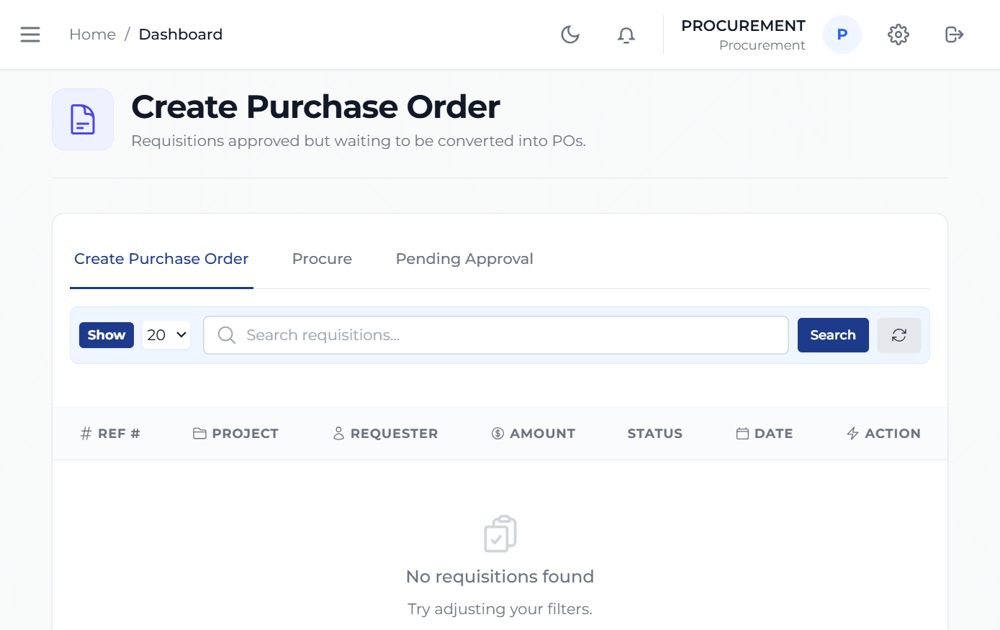 Home / Dashboard
PROCUREMENT
Procurement
P
Create Purchase Order
Requisitions approved but waiting to be converted into POs.
Create Purchase Order Procure Pending Approval
Show 20 Search requisitions... Search
REF # PROJECT REQUESTER AMOUNT STATUS DATE ACTION
No requisitions found
Try adjusting your filters.